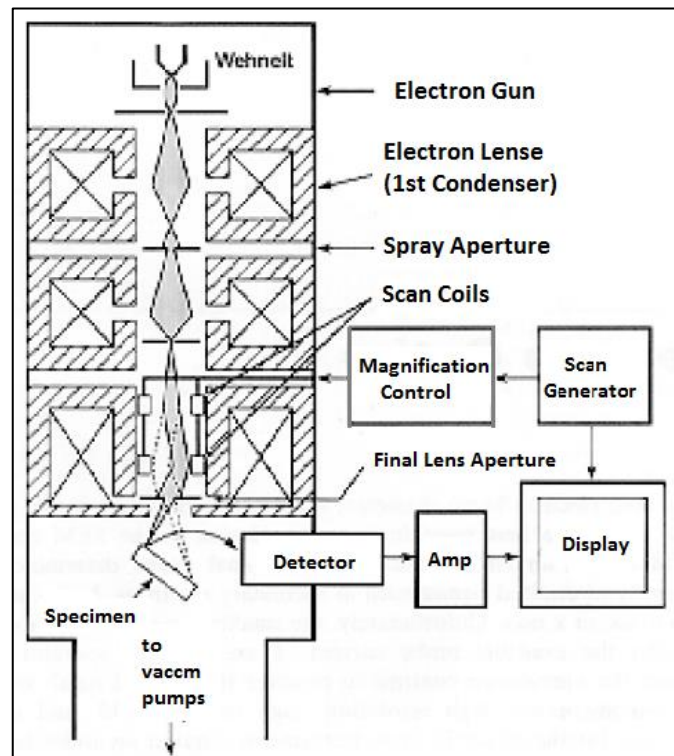 Wehnelt
Electron Gun
Electron Lense
(1st Condenser)
Spray Aperture
Scan Coils
Magnification
Control
Scan
Generator
Final Lens Aperture
Detector
Amp
Display
Specimen
to
vaccm
pumps